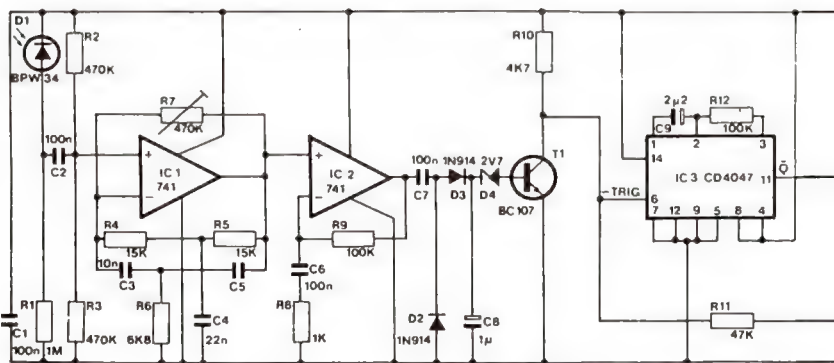 D1
BPW 34
R2
470K
100n
C2
R7
470K
+
IC 1
741
−
R4
15K
R5
15K
10n
C3
C5
R6
6K8
C4
22n
R1
1M
R3
470K
C1
100n
+
IC 2
741
−
R9
100K
C6
100n
R8
1K
100n
C7
1N914
D3
2V7
D4
D2
1N914
C8
1µ
T1
BC107
R10
4K7
2µ2
C9
R12
100K
1
2
3
14
IC 3 CD4047
11
Q̄
−TRIG
6
7
12
9
5
8
4
R11
47K